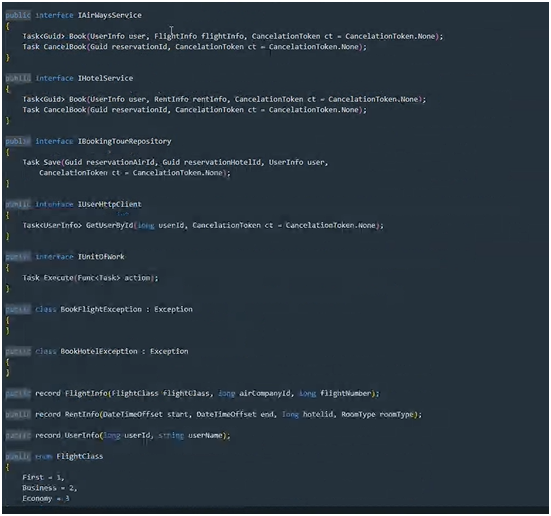 public interface IAirWaysService
{
Task<Guid> Book(UserInfo user, FlightInfo flightInfo, CancelationToken ct = CancelationToken.None);
Task CancelBook(Guid reservationId, CancelationToken ct = CancelationToken.None);
}
public interface IHotelService
{
Task<Guid> Book(UserInfo user, RentInfo rentInfo, CancelationToken ct = CancelationToken.None);
Task CancelBook(Guid reservationId, CancelationToken ct = CancelationToken.None);
}
public interface IBookingTourRepository
{
Task Save(Guid reservationAirId, Guid reservationHotelId, UserInfo user,
CancelationToken ct = CancelationToken.None);
}
public interface IUserHttpClient
{
Task<UserInfo> GetUserById(long userId, CancelationToken ct = CancelationToken.None);
}
public interface IUnitOfWork
{
Task Execute(Func<Task> action);
}
public class BookFlightException : Exception
{
}
public class BookHotelException : Exception
{
}
public record FlightInfo(FlightClass flightClass, long airCompanyId, long flightNumber);
public record RentInfo(DateTimeOffset start, DateTimeOffset end, long hotelid, RoomType roomType);
public record UserInfo(long userId, string userName);
public enum FlightClass
{
First = 1,
Business = 2,
Economy = 3